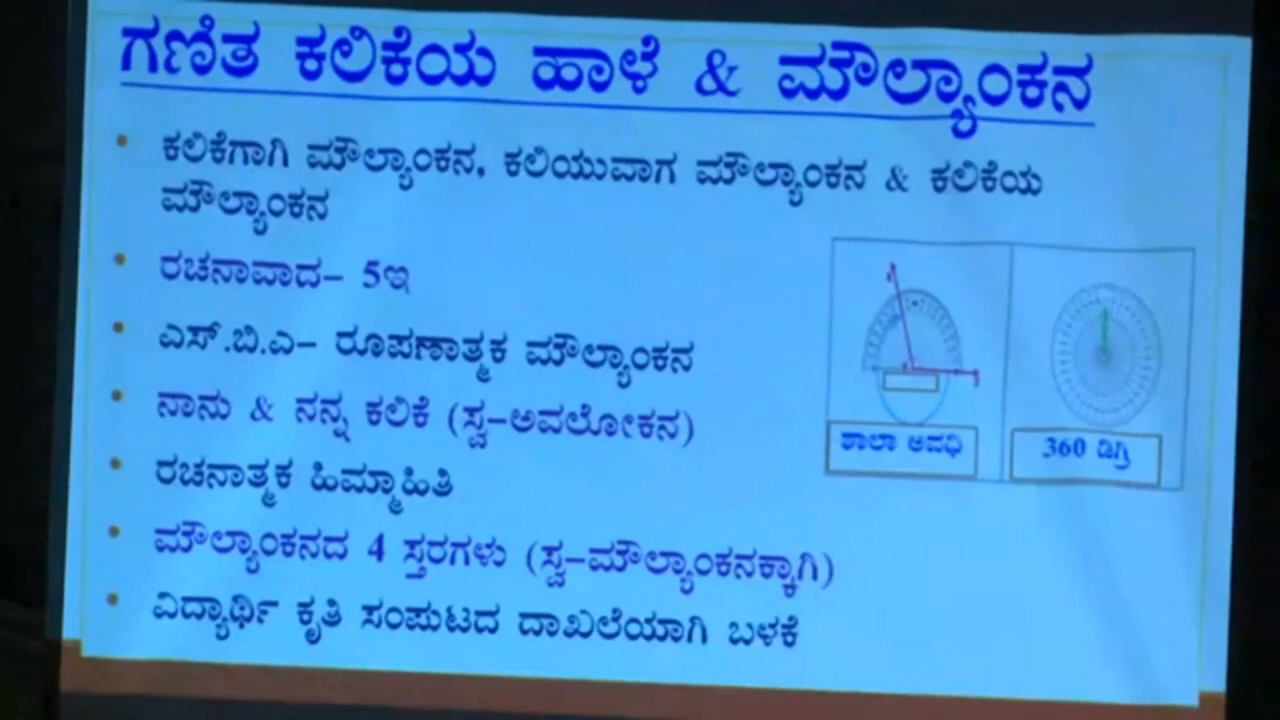 ಗಣಿತ ಕಲಿಕೆಯ ಹಾಳೆ & ಮೌಲ್ಯಾಂಕನ
• ಕಲಿಕೆಗಾಗಿ ಮೌಲ್ಯಾಂಕನ, ಕಲಿಯುವಾಗ ಮೌಲ್ಯಾಂಕನ & ಕಲಿಕೆಯ
ಮೌಲ್ಯಾಂಕನ
• ರಚನಾವಾದ– 5ಇ
• ಎಸ್.ಬಿ.ಎ– ರೂಪಣಾತ್ಮಕ ಮೌಲ್ಯಾಂಕನ
• ನಾನು & ನನ್ನ ಕಲಿಕೆ (ಸ್ವ–ಅವಲೋಕನ)
• ರಚನಾತ್ಮಕ ಹಿಮ್ಮಾಹಿತಿ
• ಮೌಲ್ಯಾಂಕನದ 4 ಸ್ತರಗಳು (ಸ್ವ–ಮೌಲ್ಯಾಂಕನಕ್ಕಾಗಿ)
• ವಿದ್ಯಾರ್ಥಿ ಕೃತಿ ಸಂಪುಟದ ದಾಖಲೆಯಾಗಿ ಬಳಕೆ
ಶಾಲಾ ಅವಧಿ
360 ಡಿಗ್ರಿ